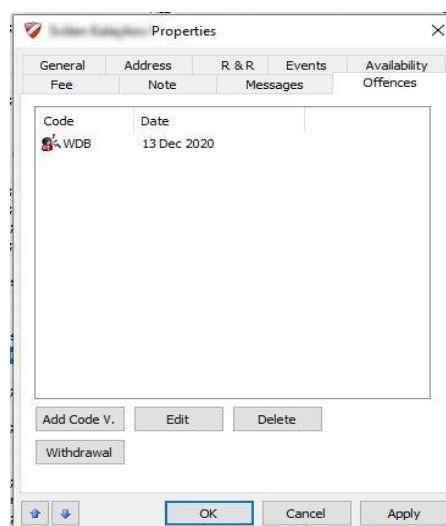 Properties
General Address R & R Events Availability
Fee Note Messages Offences
Code Date
WDB 13 Dec 2020
Add Code V. Edit Delete
Withdrawal
OK Cancel Apply